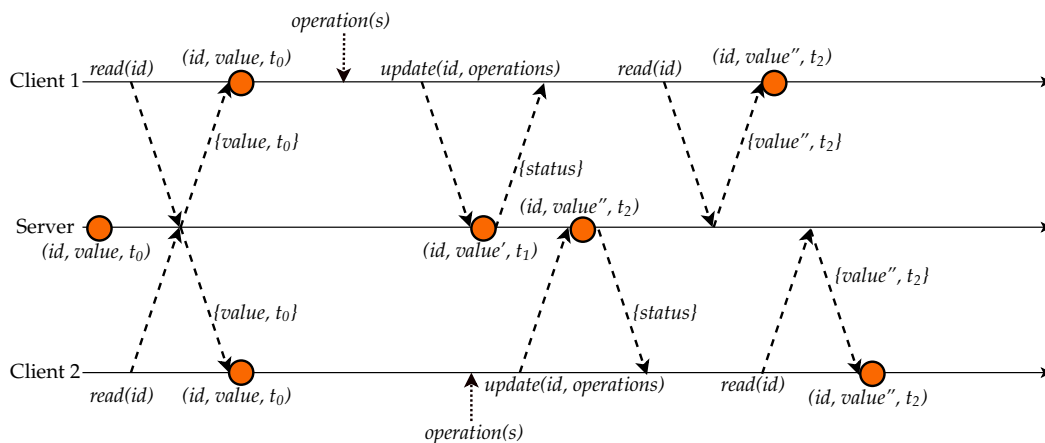 operation(s)
(id, value, t0)
(id, value'', t2)
Client 1
read(id)
update(id, operations)
read(id)
{value, t0}
{value'', t2}
{status}
(id, value'', t2)
Server
(id, value, t0)
(id, value', t1)
{value'', t2}
{value, t0}
{status}
Client 2
read(id)
(id, value, t0)
update(id, operations)
read(id)
(id, value'', t2)
operation(s)